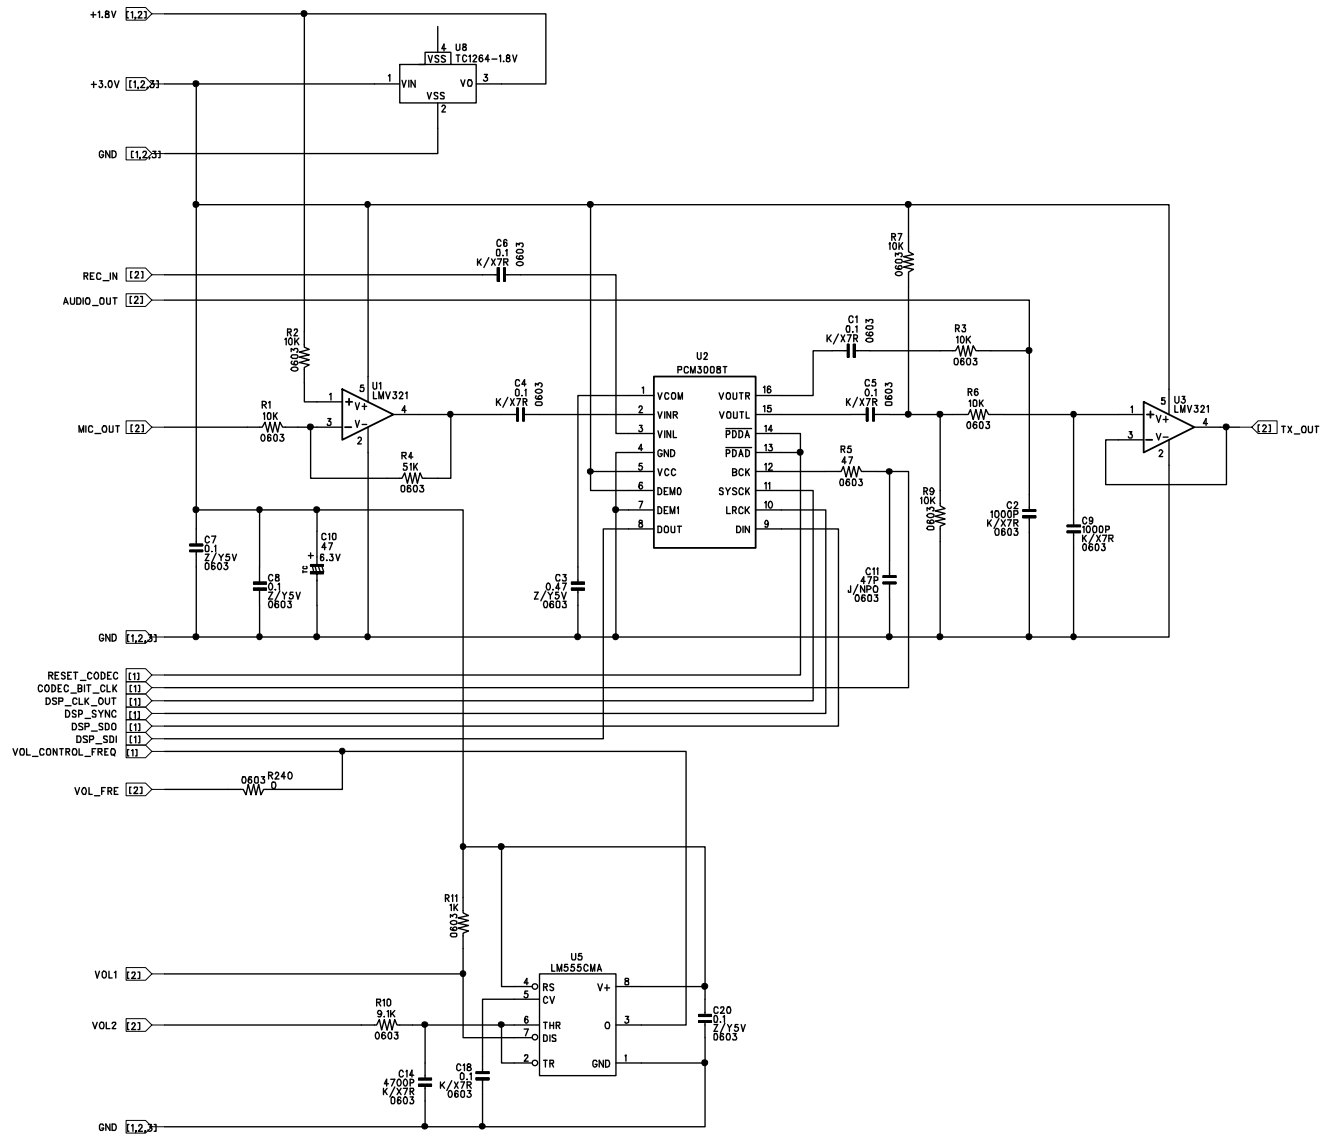 +1.8V [1,2]
4
U8
VSS
TC1264-1.8V
+3.0V [1,2,3]
1 VIN VO 3
VSS
2
GND [1,2,3]
C6
0.1
K/X7R
0603
R7
10K
0603
REC_IN [2]
AUDIO_OUT [2]
R2
10K
0603
C1
0.1
K/X7R
0603
R3
10K
0603
U2
PCM3008T
U1
LMV321
5
1
V+
4
V-
3
2
C4
0.1
K/X7R
0603
R1
10K
0603
MIC_OUT [2]
R4
51K
0603
1 VCOM VOUTR 16
2 VINR VOUTL 15
3 VINL PDDA 14
4 GND PDAD 13
5 VCC BCK 12
6 DEM0 SYSCK 11
7 DEM1 LRCK 10
8 DOUT DIN 9
C5
0.1
K/X7R
0603
R6
10K
0603
U3
LMV321
5
1
V+
4
V-
3
2
[2] TX_OUT
R5
47
0603
R9
10K
0603
C2
1000P
K/X7R
0603
C9
1000P
K/X7R
0603
C7
0.1
Z/Y5V
0603
C8
0.1
Z/Y5V
0603
C10
47
6.3V
+
TC
C3
0.47
Z/Y5V
0603
C11
47P
J/NPO
0603
GND [1,2,3]
RESET_CODEC [1]
CODEC_BIT_CLK [1]
DSP_CLK_OUT [1]
DSP_SYNC [1]
DSP_SDO [1]
DSP_SDI [1]
VOL_CONTROL_FREQ [1]
0603 R240
0
VOL_FRE [2]
R11
1K
0603
U5
LM555CMA
VOL1 [2]
4 RS V+ 8
5 CV
6 THR O 3
7 DIS
2 TR GND 1
R10
9.1K
0603
VOL2 [2]
C20
0.1
Z/Y5V
0603
C14
4700P
K/X7R
0603
C18
0.1
K/X7R
0603
GND [1,2,3]